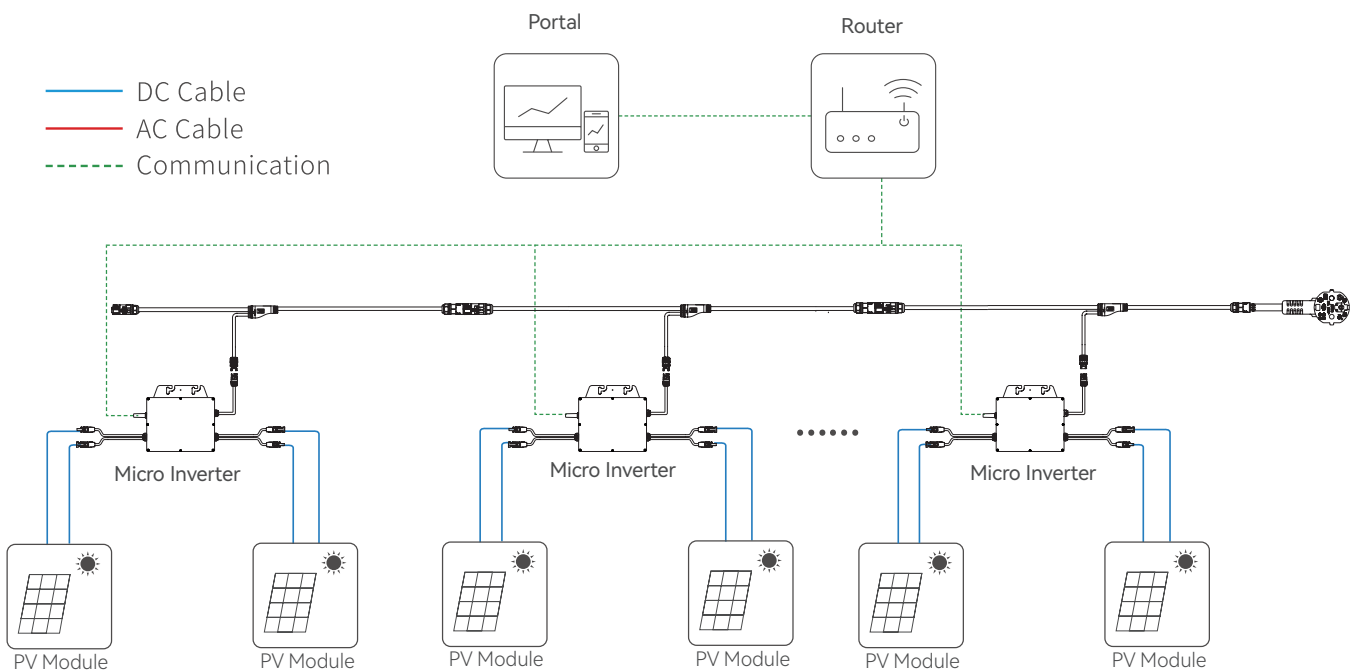 Portal
Router
DC Cable
AC Cable
Communication
Micro Inverter
Micro Inverter
Micro Inverter
PV Module
PV Module
PV Module
PV Module
PV Module
PV Module